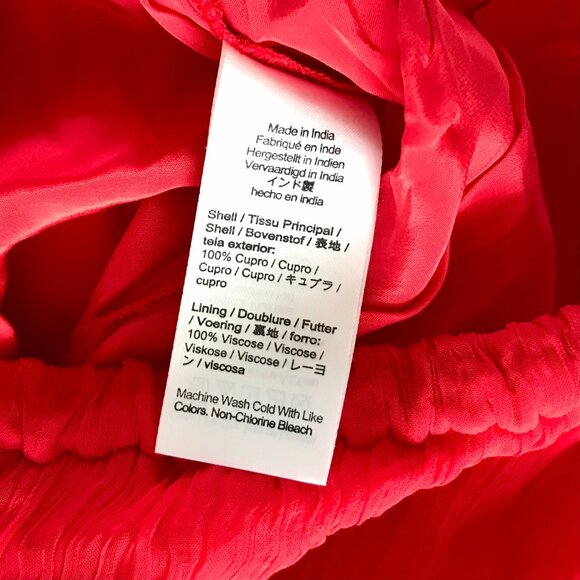 Made in India
Fabriqué en Inde
Hergestellt in Indien
Vervaardigd in India
インド製
hecho en india
Shell / Tissu Principal /
Shell / Bovenstof / 表地 /
tela exterior:
100% Cupro / Cupro /
Cupro / Cupro / キュプラ /
cupro
Lining / Doublure / Futter
/ Voering / 裏地 / forro:
100% Viscose / Viscose /
Viskose / Viscose / レーヨ
ン / viscosa
Machine Wash Cold With Like
Colors. Non-Chlorine Bleach